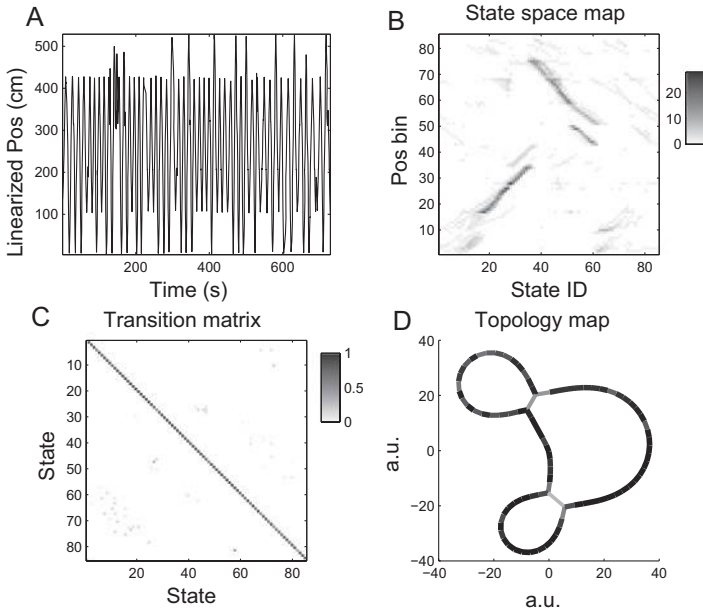 A
Linearized Pos (cm)
500
400
300
200
100
200 400 600
Time (s)
B
State space map
Pos bin
80
70
60
50
40
30
20
10
20 40 60 80
State ID
20
10
0
C
Transition matrix
State
10
20
30
40
50
60
70
80
20 40 60 80
State
1
0.5
0
D
Topology map
a.u.
40
20
0
−20
−40
−40 −20 0 20 40
a.u.